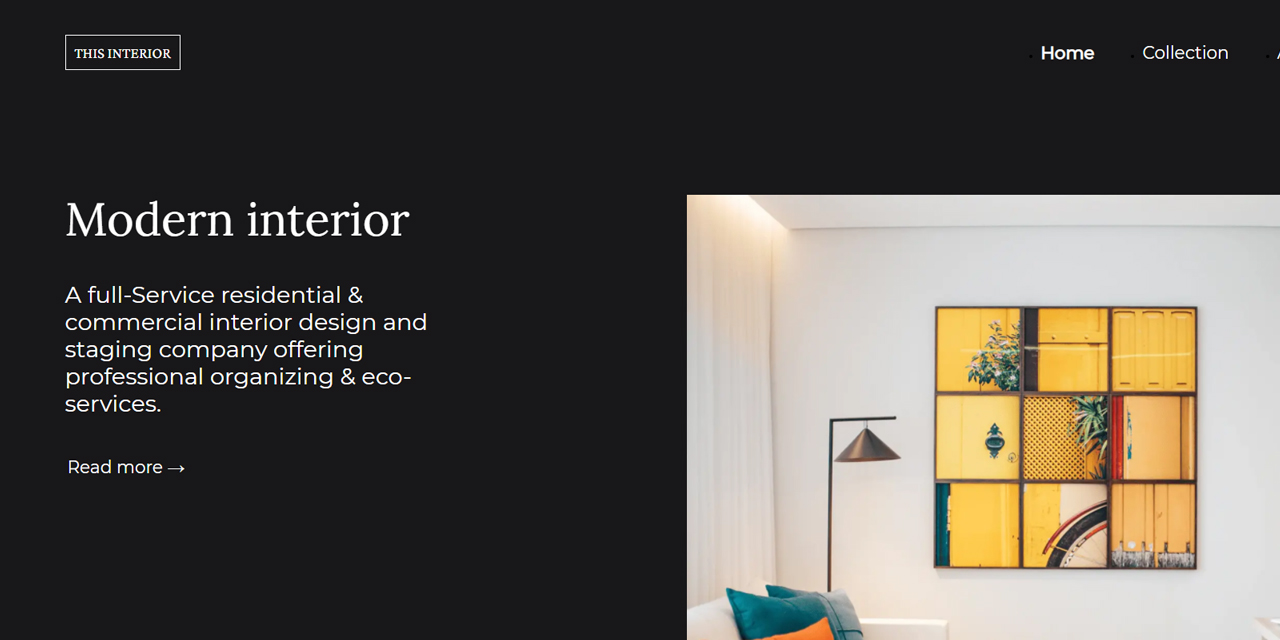 THIS INTERIOR
Home
Collection
Modern interior
A full-Service residential &
commercial interior design and
staging company offering
professional organizing & eco-
services.
Read more →